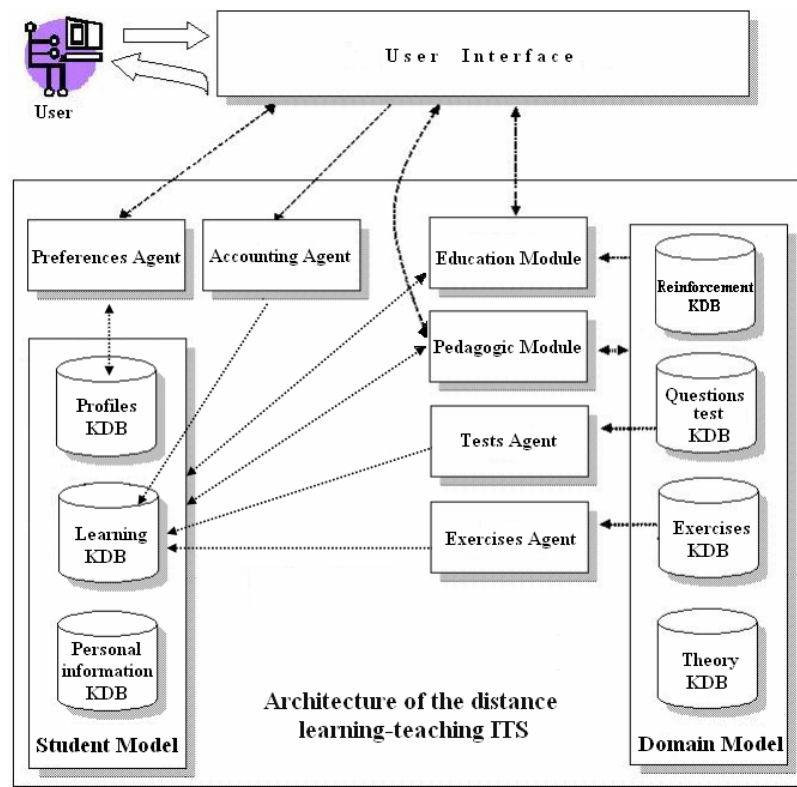 User Interface
User
Preferences Agent
Accounting Agent
Education Module
Reinforcement
KDB
Pedagogic Module
Profiles
KDB
Questions
test
KDB
Tests Agent
Learning
KDB
Exercises Agent
Exercises
KDB
Personal
information
KDB
Theory
KDB
Architecture of the distance
learning-teaching ITS
Student Model
Domain Model